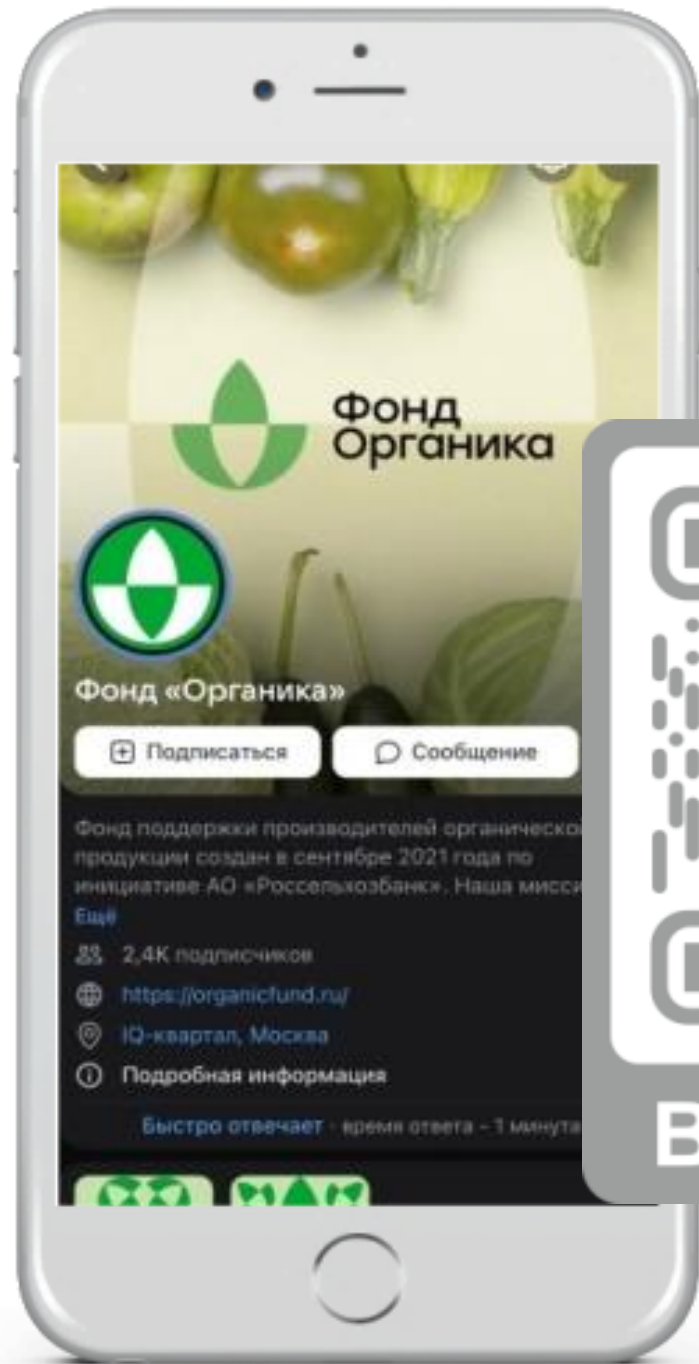 Фонд
Органика
Фонд «Органика»
Подписаться
Сообщение
Фонд поддержки производителей органическо
продукции создан в сентябре 2021 года по
инициативе АО «Россельхозбанк». Наша мисси
Ещё
2,4K подписчиков
https://organicfund.ru/
IQ-квартал, Москва
Подробная информация
Быстро отвечает · время ответа – 1 минута
В